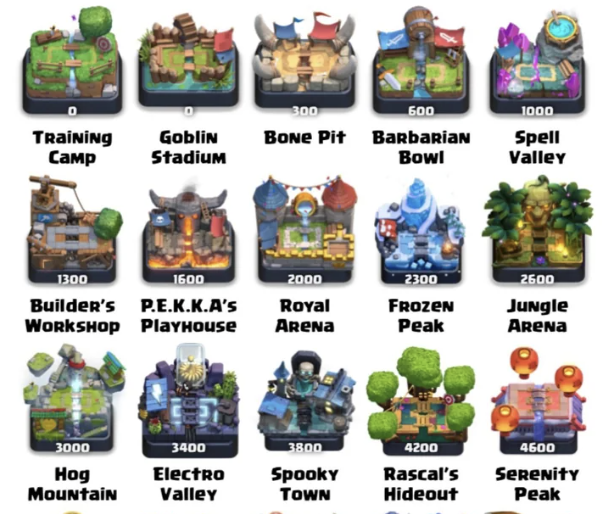 0 0 300 600 1000
Training Goblin Bone Pit Barbarian Spell
Camp Stadium Bowl Valley
1300 1600 2000 2300 2600
Builder's P.E.K.K.A's Royal Frozen Jungle
Workshop Playhouse Arena Peak Arena
3000 3400 3800 4200 4600
Hog Electro Spooky Rascal's Serenity
Mountain Valley Town Hideout Peak